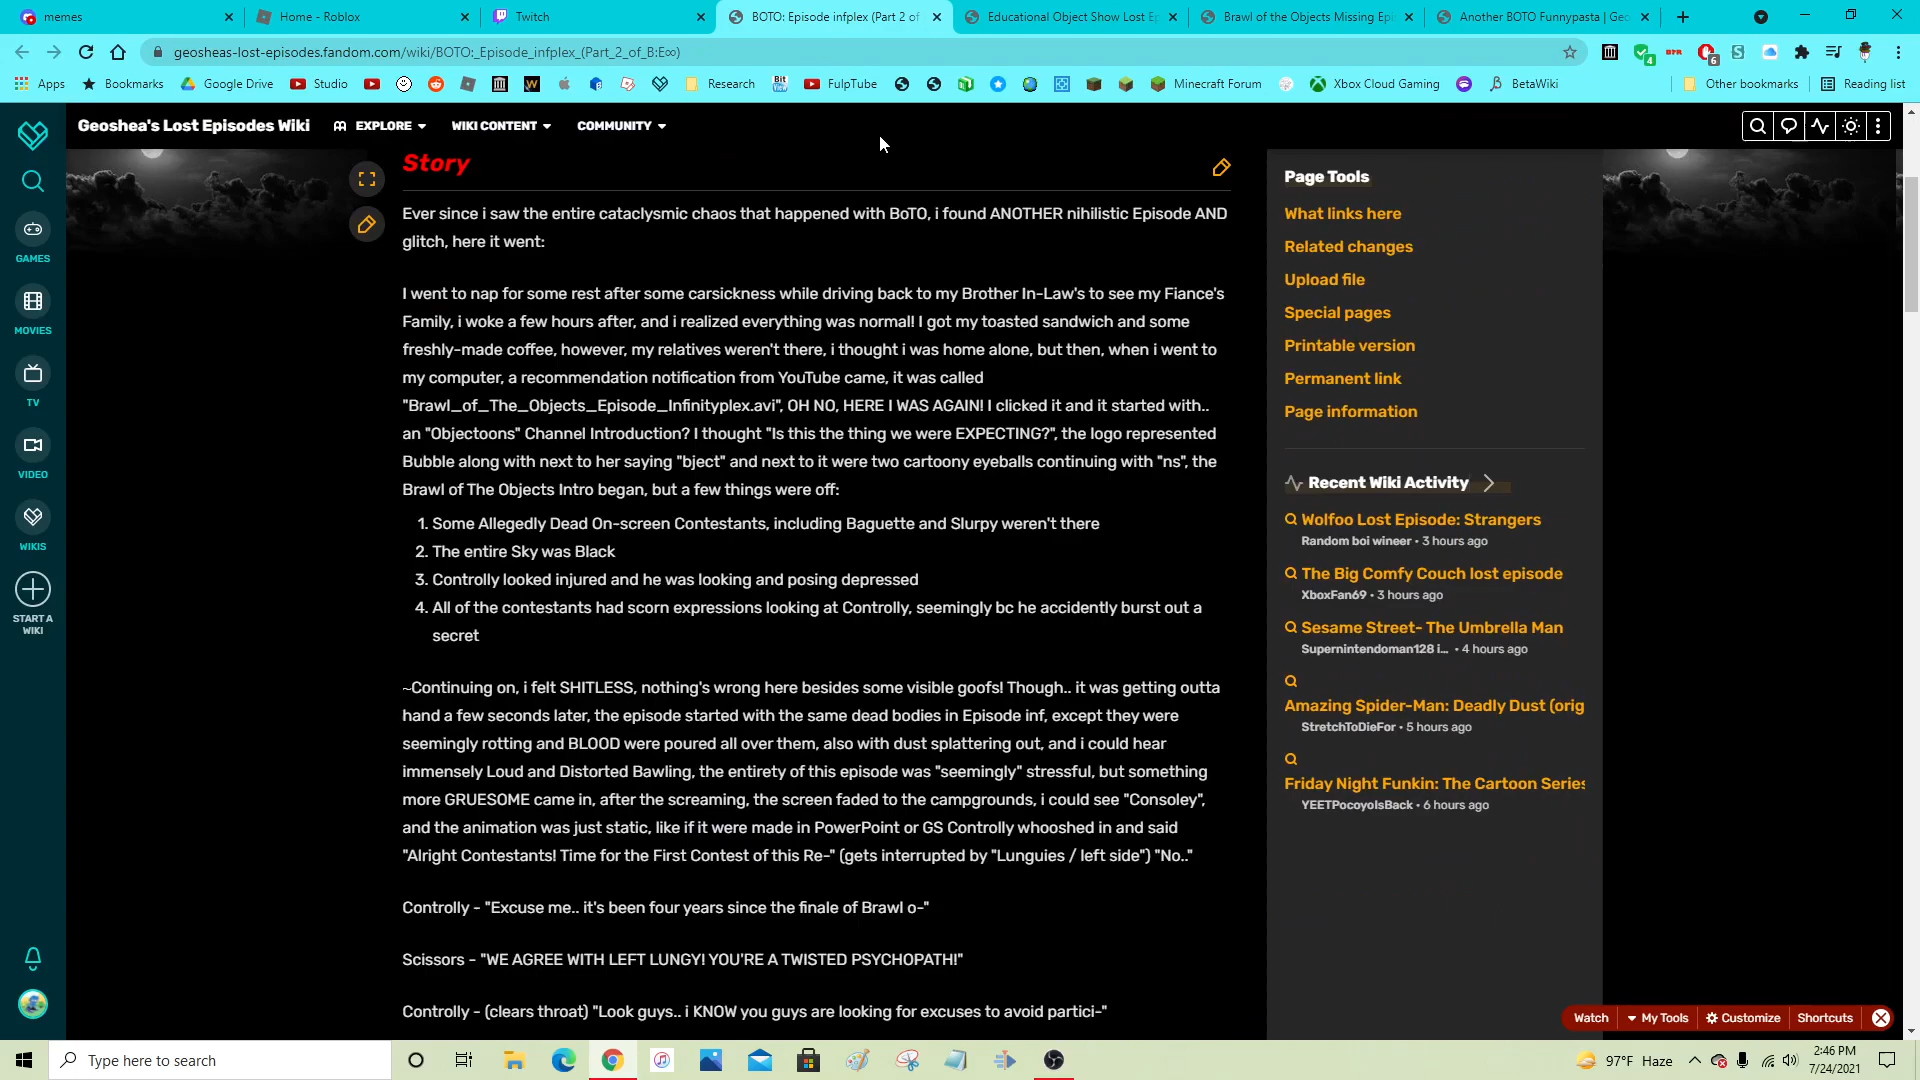 memes
Home - Roblox
Twitch
BOTO: Episode infplex (Part 2 of
Educational Object Show Lost Ep
Brawl of the Objects Missing Epi
Another BOTO Funnypasta | Geo
geosheas-lost-episodes.fandom.com/wiki/BOTO:_Episode_infplex_(Part_2_of_B:E∞)
Apps
Bookmarks
Google Drive
Studio
Research
FulpTube
Minecraft Forum
Xbox Cloud Gaming
BetaWiki
Other bookmarks
Reading list
Geoshea's Lost Episodes Wiki
EXPLORE
WIKI CONTENT
COMMUNITY
GAMES
MOVIES
TV
VIDEO
WIKIS
START A
WIKI
Story
Ever since i saw the entire cataclysmic chaos that happened with BoTO, i found ANOTHER nihilistic Episode AND
glitch, here it went:
I went to nap for some rest after some carsickness while driving back to my Brother In-Law's to see my Fiance's
Family, i woke a few hours after, and i realized everything was normal! I got my toasted sandwich and some
freshly-made coffee, however, my relatives weren't there, i thought i was home alone, but then, when i went to
my computer, a recommendation notification from YouTube came, it was called
"Brawl_of_The_Objects_Episode_Infinityplex.avi", OH NO, HERE I WAS AGAIN! I clicked it and it started with..
an "Objectoons" Channel Introduction? I thought "Is this the thing we were EXPECTING?", the logo represented
Bubble along with next to her saying "bject" and next to it were two cartoony eyeballs continuing with "ns", the
Brawl of The Objects Intro began, but a few things were off:
1. Some Allegedly Dead On-screen Contestants, including Baguette and Slurpy weren't there
2. The entire Sky was Black
3. Controlly looked injured and he was looking and posing depressed
4. All of the contestants had scorn expressions looking at Controlly, seemingly bc he accidently burst out a
secret
~Continuing on, i felt SHITLESS, nothing's wrong here besides some visible goofs! Though.. it was getting outta
hand a few seconds later, the episode started with the same dead bodies in Episode inf, except they were
seemingly rotting and BLOOD were poured all over them, also with dust splattering out, and i could hear
immensely Loud and Distorted Bawling, the entirety of this episode was "seemingly" stressful, but something
more GRUESOME came in, after the screaming, the screen faded to the campgrounds, i could see "Consoley",
and the animation was just static, like if it were made in PowerPoint or GS Controlly whooshed in and said
"Alright Contestants! Time for the First Contest of this Re-" (gets interrupted by "Lunguies / left side") "No.."
Controlly - "Excuse me.. it's been four years since the finale of Brawl o-"
Scissors - "WE AGREE WITH LEFT LUNGY! YOU'RE A TWISTED PSYCHOPATH!"
Controlly - (clears throat) "Look guys.. i KNOW you guys are looking for excuses to avoid partici-"
Page Tools
What links here
Related changes
Upload file
Special pages
Printable version
Permanent link
Page information
Recent Wiki Activity
Wolfoo Lost Episode: Strangers
Random boi wineer • 3 hours ago
The Big Comfy Couch lost episode
XboxFan69 • 3 hours ago
Sesame Street- The Umbrella Man
Supernintendoman128 i... • 4 hours ago
Amazing Spider-Man: Deadly Dust (orig
StretchToDieFor • 5 hours ago
Friday Night Funkin: The Cartoon Series
YEETPocoyoIsBack • 6 hours ago
Watch
My Tools
Customize
Shortcuts
Type here to search
97°F Haze
2:46 PM
7/24/2021